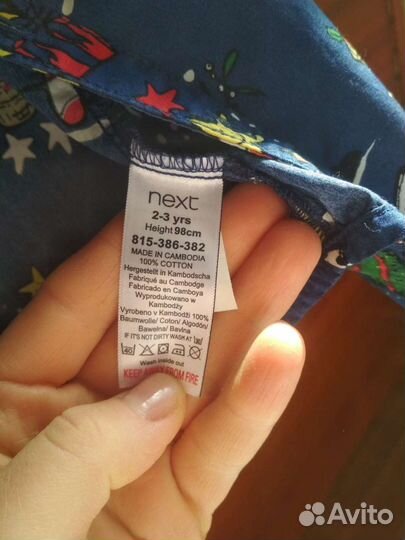 next
2-3 yrs
Height 98cm
815-386-382
MADE IN CAMBODIA
100% COTTON
Hergestellt in Kambodscha
Fabriqué au Cambodge
Fabricado en Camboya
Wyprodukowano w
Kambodży
Vyrobeno v Kambodži 100%
Baumwolle/ Coton/ Algodón/
Bawełna/ Bavlna
IF IT'S NOT DIRTY WASH AT
40
Wash inside out
KEEP AWAY FROM FIRE
Avito